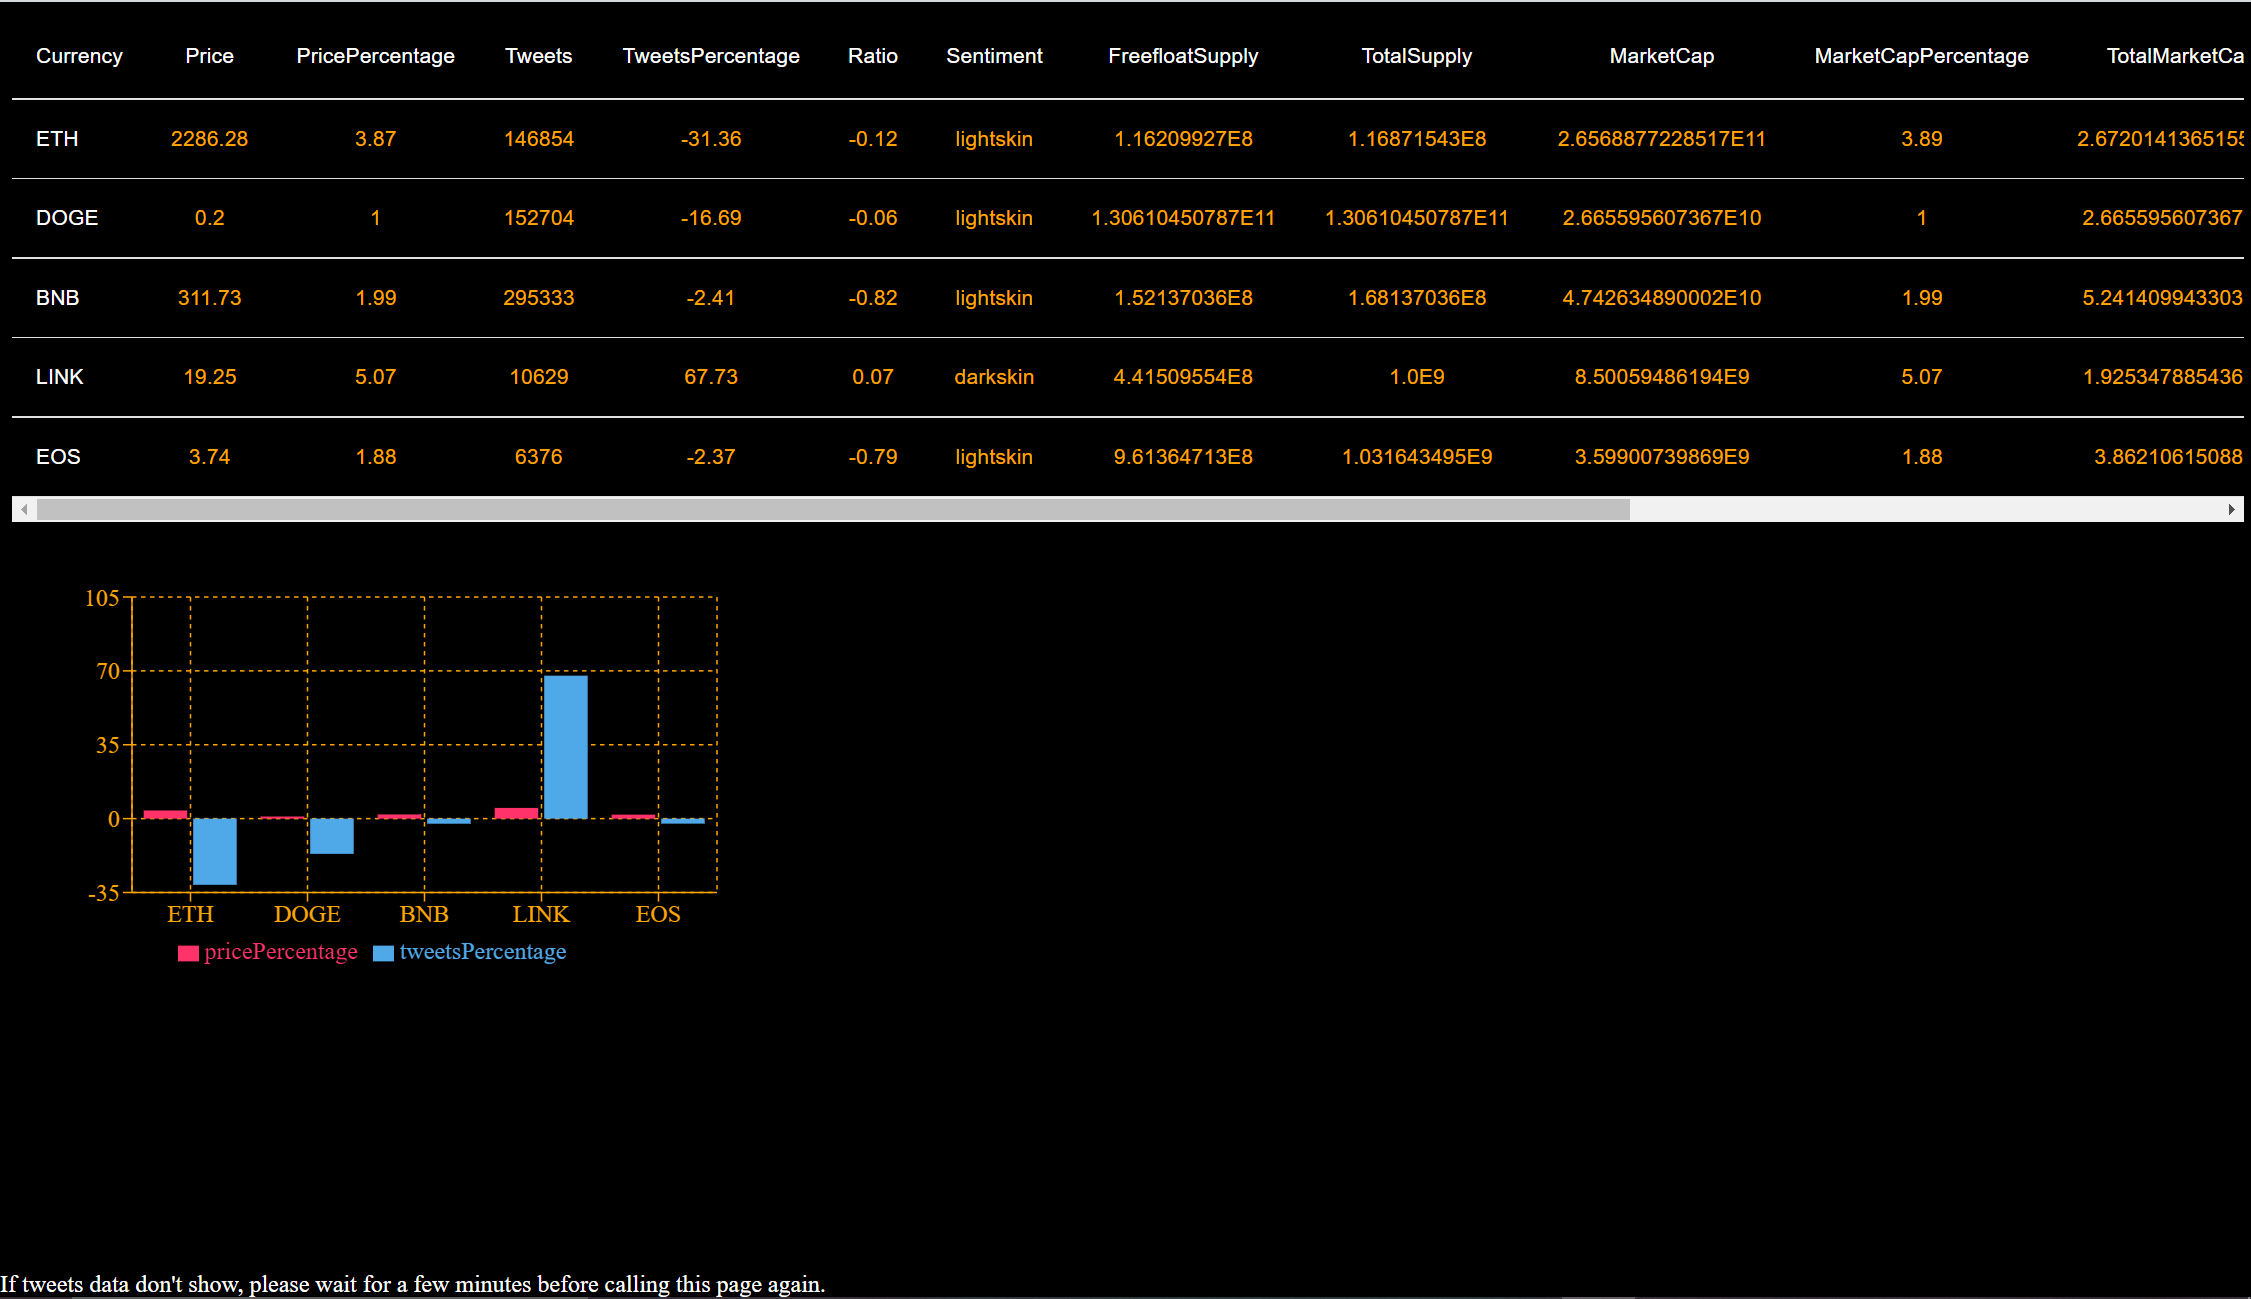 Currency Price PricePercentage Tweets TweetsPercentage Ratio Sentiment FreefloatSupply TotalSupply MarketCap MarketCapPercentage TotalMarketCa
ETH 2286.28 3.87 146854 -31.36 -0.12 lightskin 1.16209927E8 1.16871543E8 2.6568877228517E11 3.89 2.6720141365155
DOGE 0.2 1 152704 -16.69 -0.06 lightskin 1.30610450787E11 1.30610450787E11 2.665595607367E10 1 2.665595607367
BNB 311.73 1.99 295333 -2.41 -0.82 lightskin 1.52137036E8 1.68137036E8 4.742634890002E10 1.99 5.241409943303
LINK 19.25 5.07 10629 67.73 0.07 darkskin 4.41509554E8 1.0E9 8.50059486194E9 5.07 1.925347885436
EOS 3.74 1.88 6376 -2.37 -0.79 lightskin 9.61364713E8 1.031643495E9 3.59900739869E9 1.88 3.86210615088
105
70
35
0
-35
ETH DOGE BNB LINK EOS
pricePercentage tweetsPercentage
If tweets data don't show, please wait for a few minutes before calling this page again.